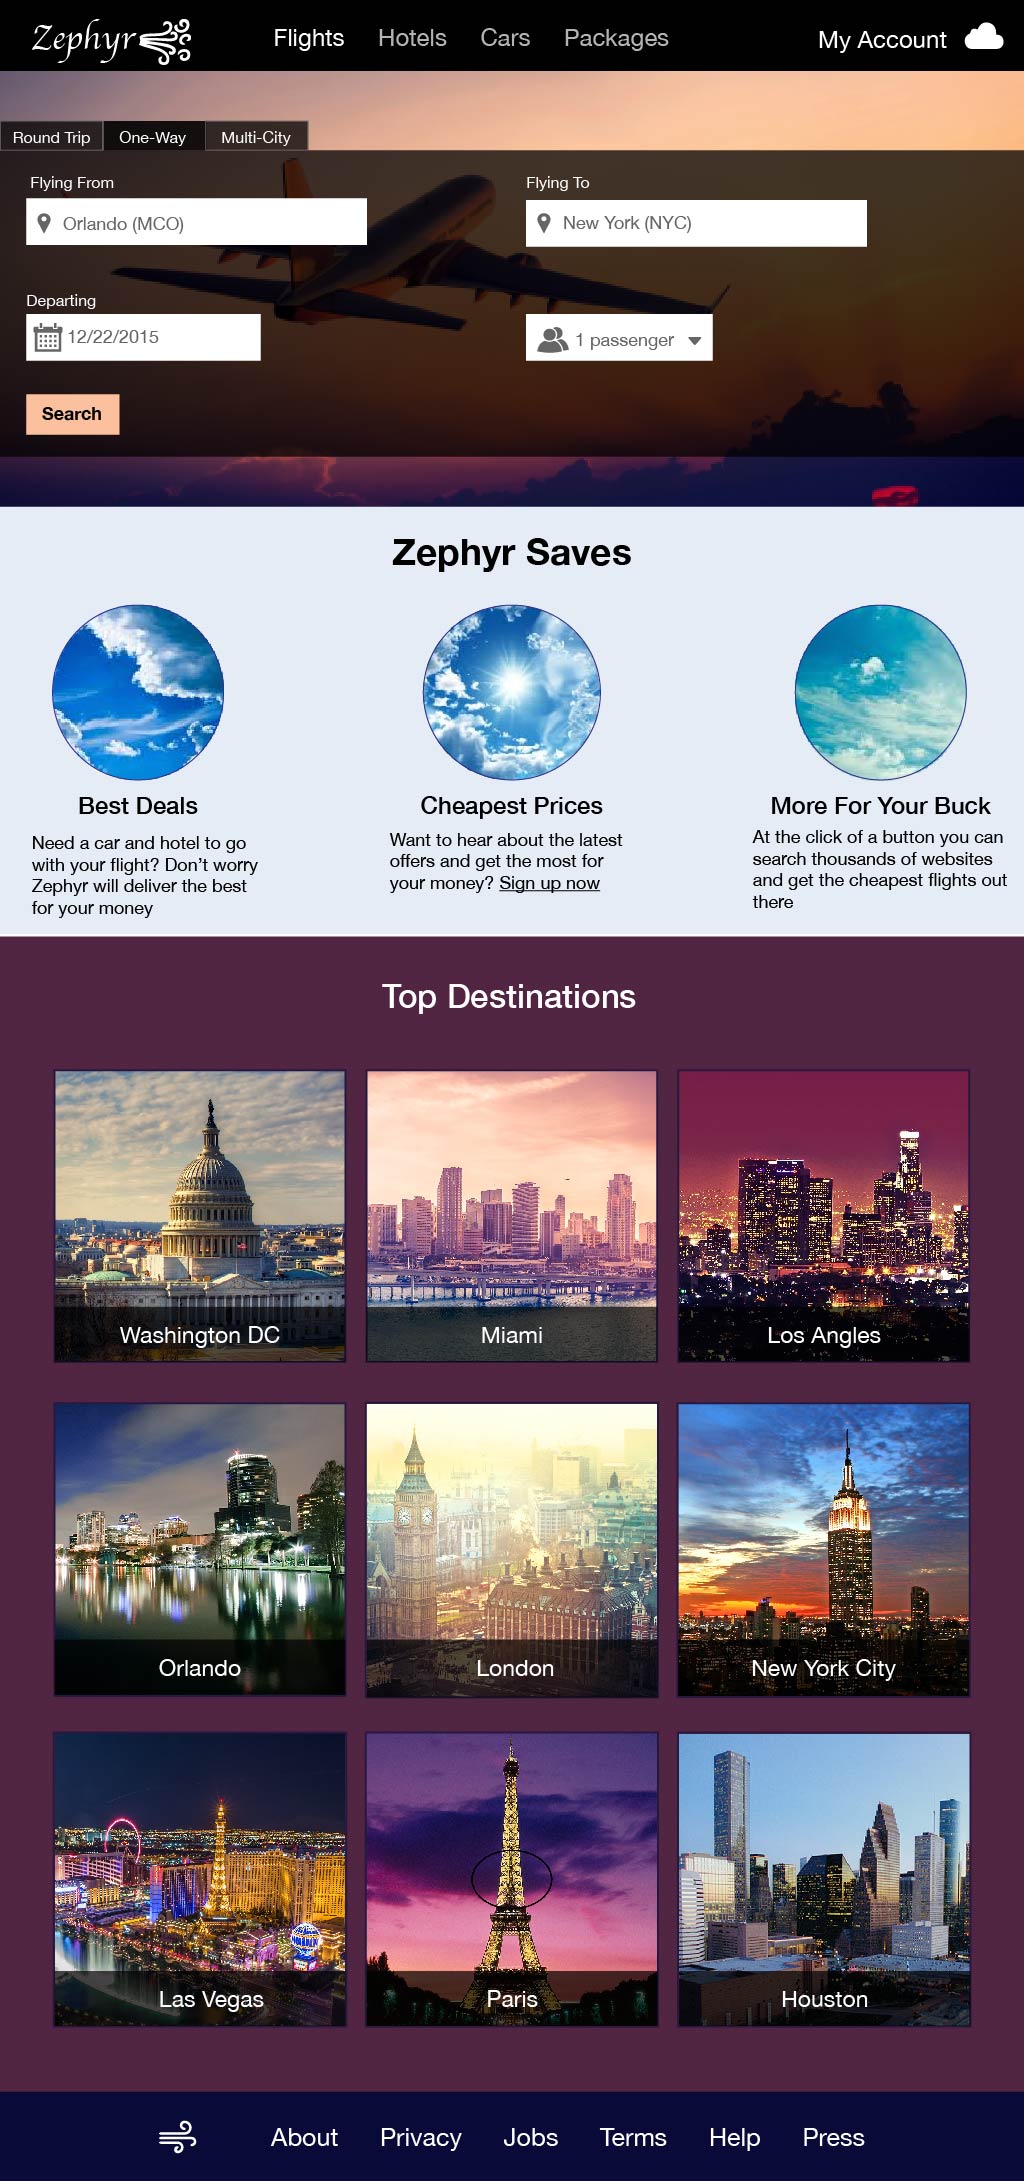 Zephyr
Flights Hotels Cars Packages
My Account
Round Trip One-Way Multi-City
Flying From
Flying To
Orlando (MCO)
New York (NYC)
Departing
12/22/2015
1 passenger
Search
Zephyr Saves
Best Deals
Need a car and hotel to go
with your flight? Don’t worry
Zephyr will deliver the best
for your money
Cheapest Prices
Want to hear about the latest
offers and get the most for
your money? Sign up now
More For Your Buck
At the click of a button you can
search thousands of websites
and get the cheapest flights out
there
Top Destinations
Washington DC
Miami
Los Angles
Orlando
London
New York City
Las Vegas
Paris
Houston
About Privacy Jobs Terms Help Press